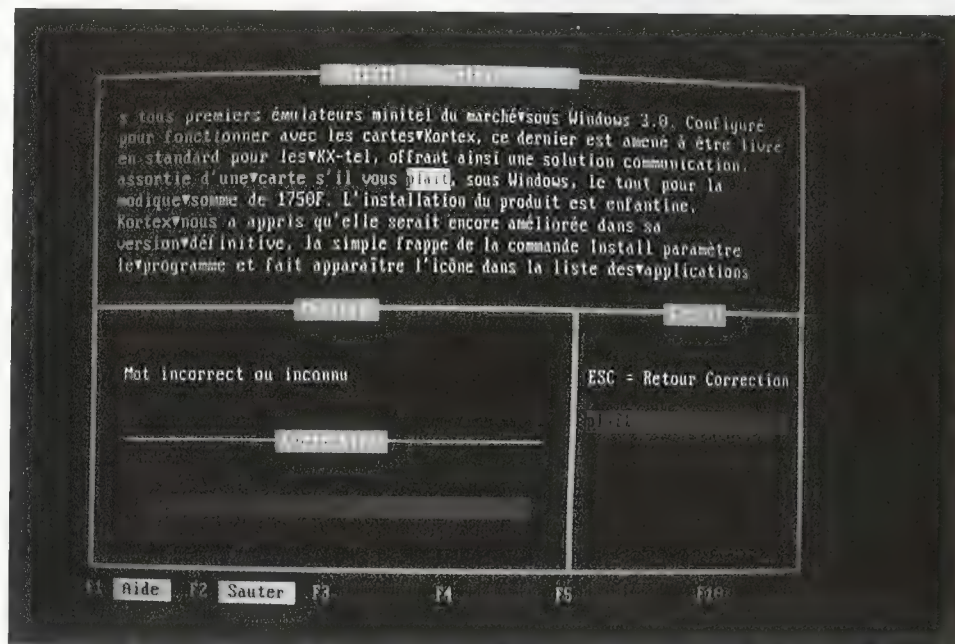 s tous premiers émulateurs minitel du marché▼sous Windows 3.0. Configuré
pour fonctionner avec les cartes▼Kortex, ce dernier est amené à être livré
en standard pour les▼KX-tel, offrant ainsi une solution communication,
assortie d'une▼carte s'il vous plait, sous Windows, le tout pour la
modique▼somme de 1750F. L'installation du produit est enfantine,
Kortex▼nous a appris qu'elle serait encore améliorée dans sa
version▼définitive, la simple frappe de la commande Install paramètre
le▼programme et fait apparaître l'icône dans la liste des▼applications
Mot incorrect ou inconnu
ESC = Retour Correction
plait
F1 Aide F2 Sauter F3 F4 F5 F10